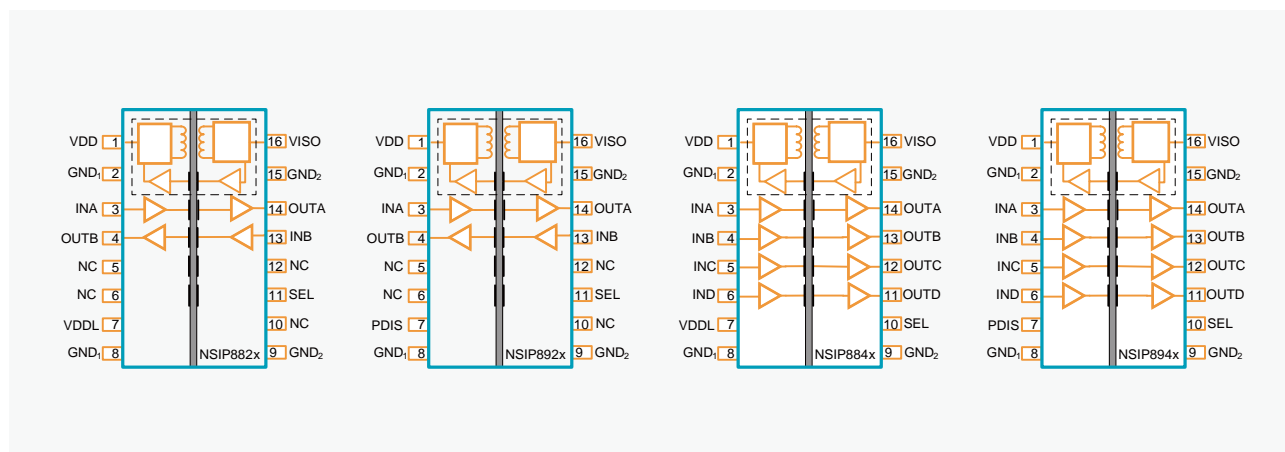 VDD 1 16 VISO
GND₁ 2 15 GND₂
INA 3 14 OUTA
OUTB 4 13 INB
NC 5 12 NC
NC 6 11 SEL
VDDL 7 10 NC
GND₁ 8 NSIP882x 9 GND₂
VDD 1 16 VISO
GND₁ 2 15 GND₂
INA 3 14 OUTA
OUTB 4 13 INB
NC 5 12 NC
NC 6 11 SEL
PDIS 7 10 NC
GND₁ 8 NSIP892x 9 GND₂
VDD 1 16 VISO
GND₁ 2 15 GND₂
INA 3 14 OUTA
INB 4 13 OUTB
INC 5 12 OUTC
IND 6 11 OUTD
VDDL 7 10 SEL
GND₁ 8 NSIP884x 9 GND₂
VDD 1 16 VISO
GND₁ 2 15 GND₂
INA 3 14 OUTA
INB 4 13 OUTB
INC 5 12 OUTC
IND 6 11 OUTD
PDIS 7 10 SEL
GND₁ 8 NSIP894x 9 GND₂